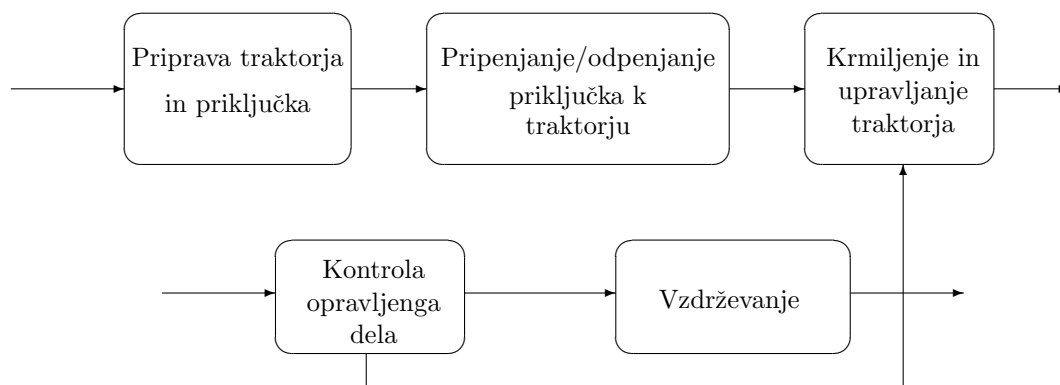 Priprava traktorja
in priključka
Pripenjanje/odpenjanje
priključka k
traktorju
Krmiljenje in
upravljanje
traktorja
Kontrola
opravljenga
dela
Vzdrževanje